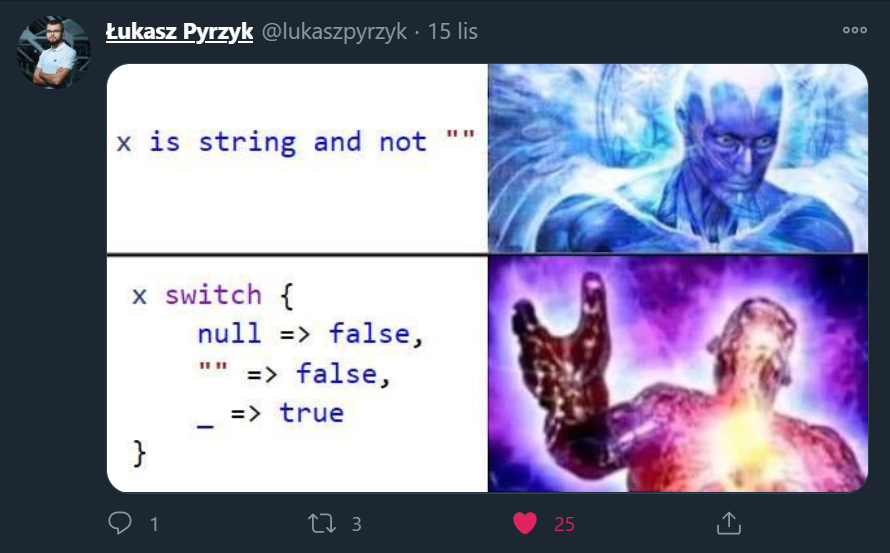 Łukasz Pyrzyk @lukaszpyrzyk · 15 lis
x is string and not ""
x switch {
    null => false,
    "" => false,
    _ => true
}
1 3 25